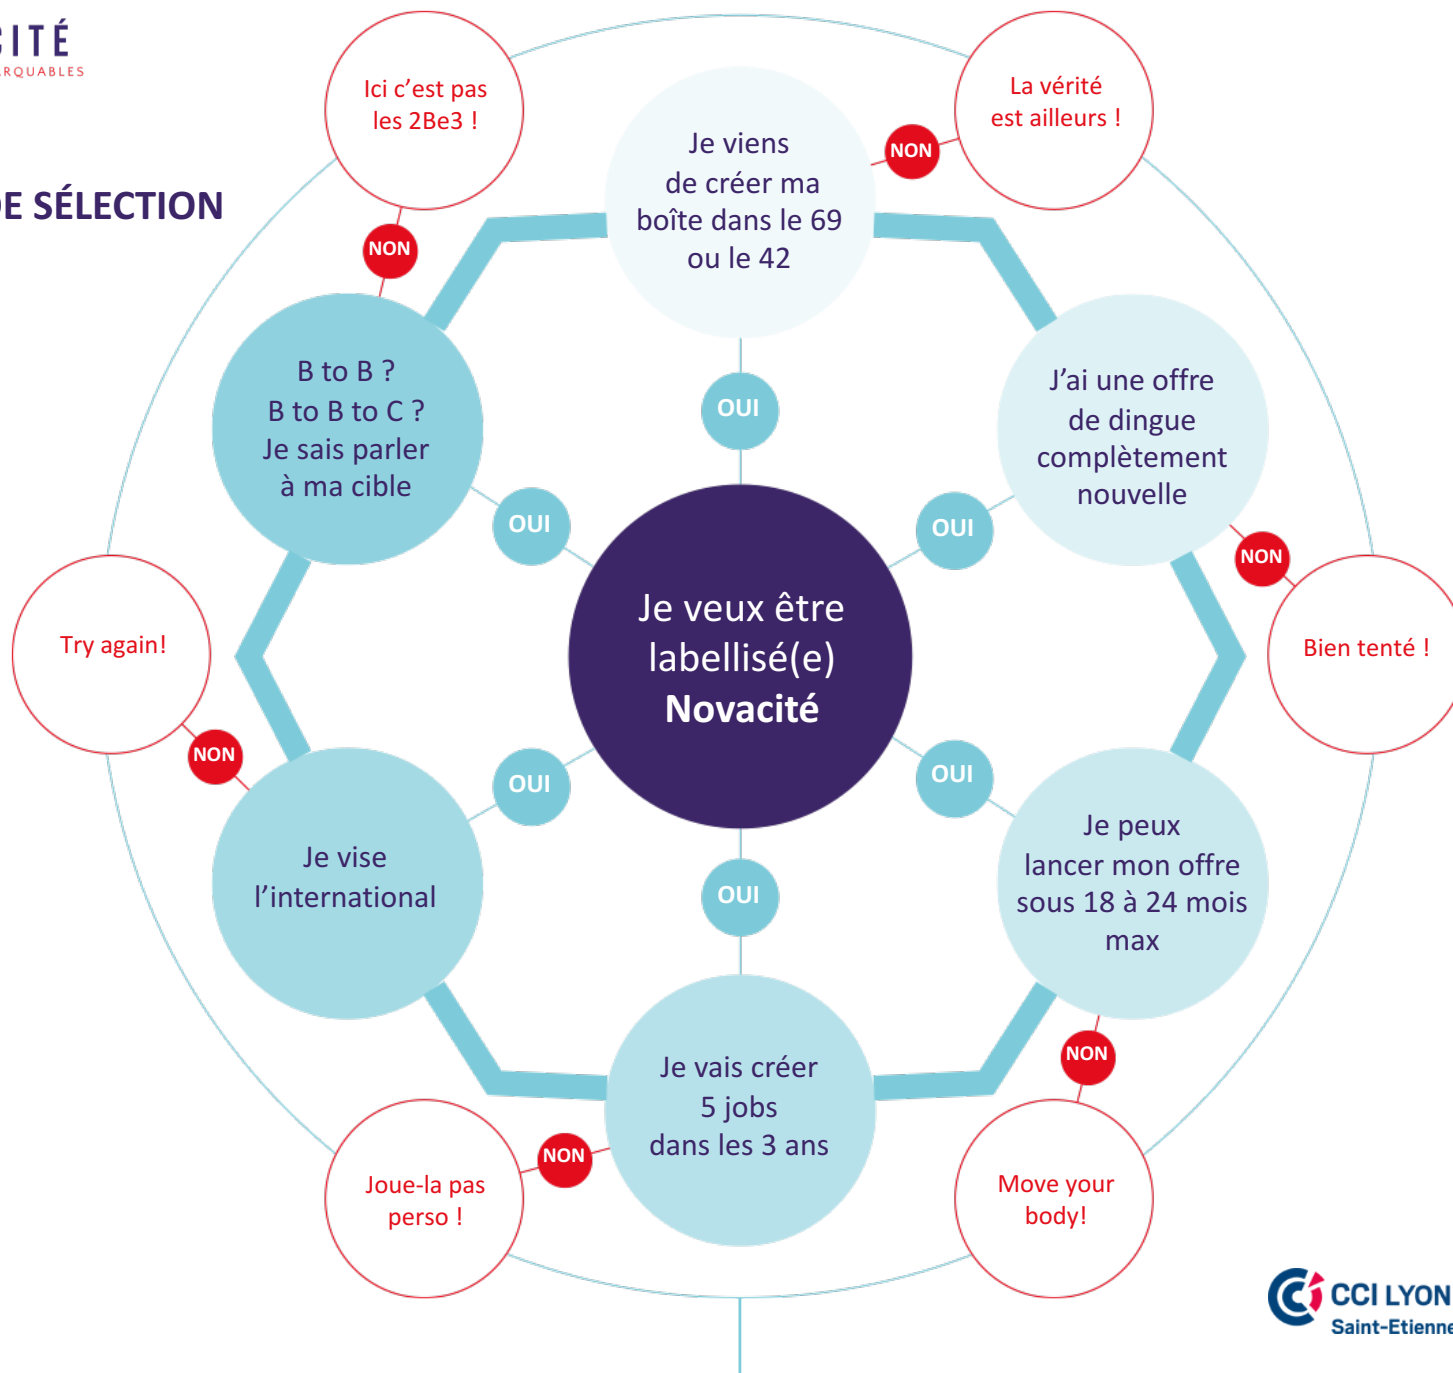 CITÉ
ARQUABLES
DE SÉLECTION
Ici c’est pas
les 2Be3 !
La vérité
est ailleurs !
NON
Je viens
de créer ma
boîte dans le 69
ou le 42
NON
OUI
B to B ?
B to B to C ?
Je sais parler
à ma cible
J’ai une offre
de dingue
complètement
nouvelle
OUI
OUI
NON
Je veux être
labellisé(e)
Novacité
Try again!
Bien tenté !
NON
OUI
OUI
Je vise
l’international
Je peux
lancer mon offre
sous 18 à 24 mois
max
OUI
NON
Je vais créer
5 jobs
dans les 3 ans
NON
Joue-la pas
perso !
Move your
body!
CCI LYON
Saint-Etienne